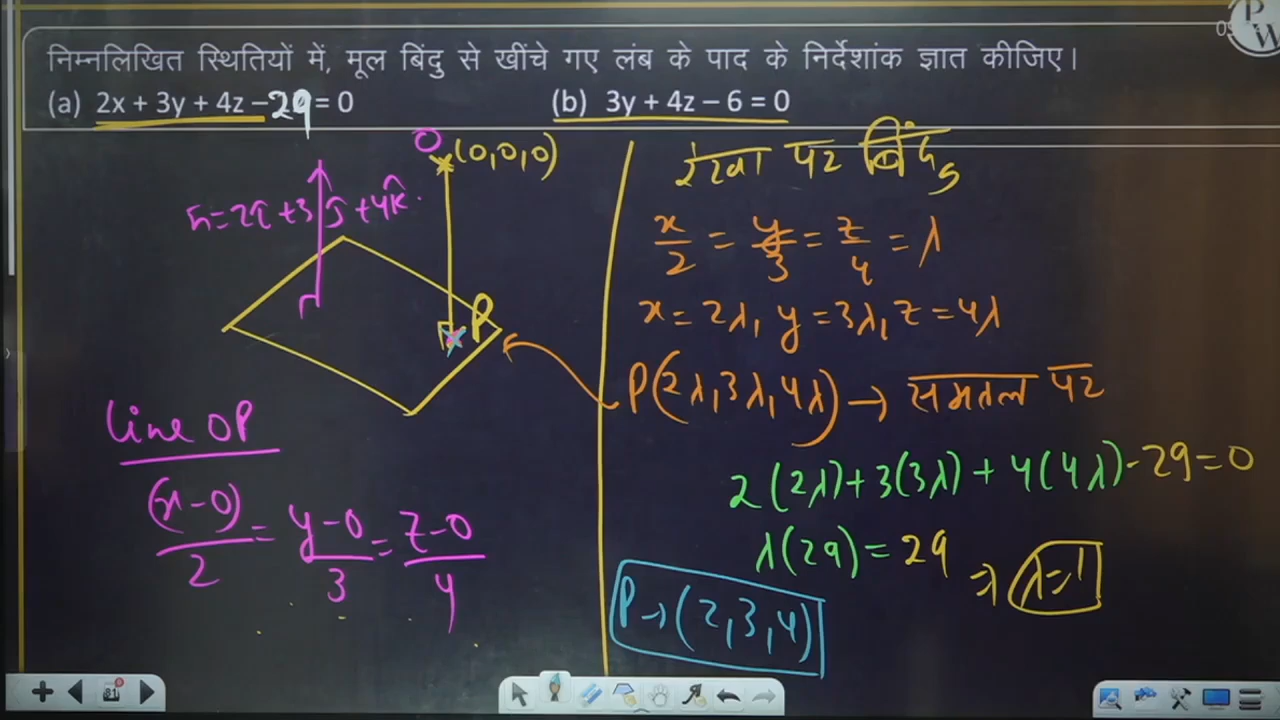 निम्नलिखित स्थितियों में, मूल बिंदु से खींचे गए लंब के पाद के निर्देशांक ज्ञात कीजिए।
(a) 2x + 3y + 4z - 29 = 0
(b) 3y + 4z – 6 = 0
O (0,0,0)
n = 2î + 3ĵ + 4k̂
P
Line OP
(x-0)/2 = y-0/3 = z-0/4
रेखा पर बिंदु
x/2 = y/3 = z/4 = λ
x = 2λ, y = 3λ, z = 4λ
P(2λ, 3λ, 4λ) → समतल पर
2(2λ) + 3(3λ) + 4(4λ) - 29 = 0
λ(29) = 29 ⇒ λ = 1
P → (2, 3, 4)
PW
81